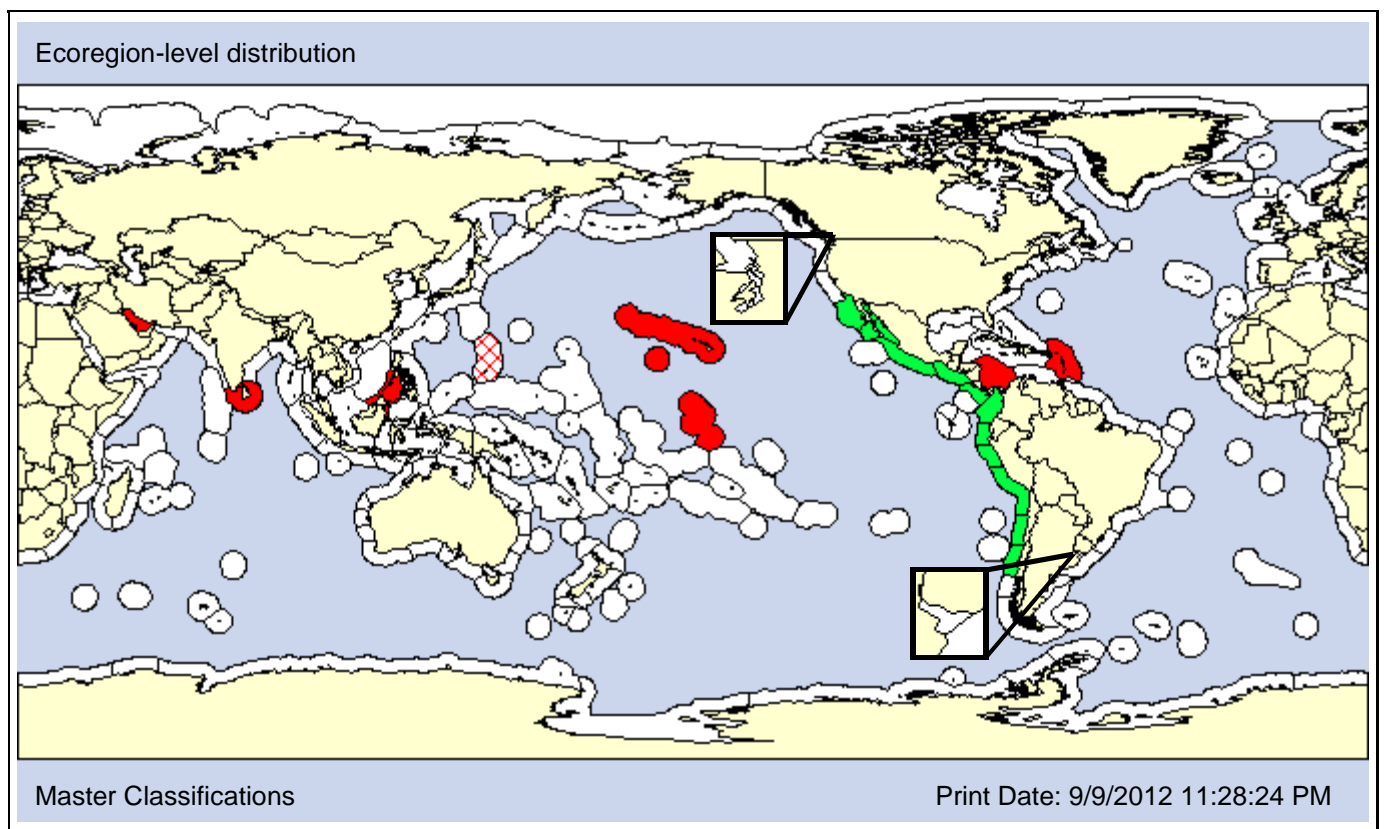 Ecoregion-level distribution
Master Classifications
Print Date: 9/9/2012 11:28:24 PM